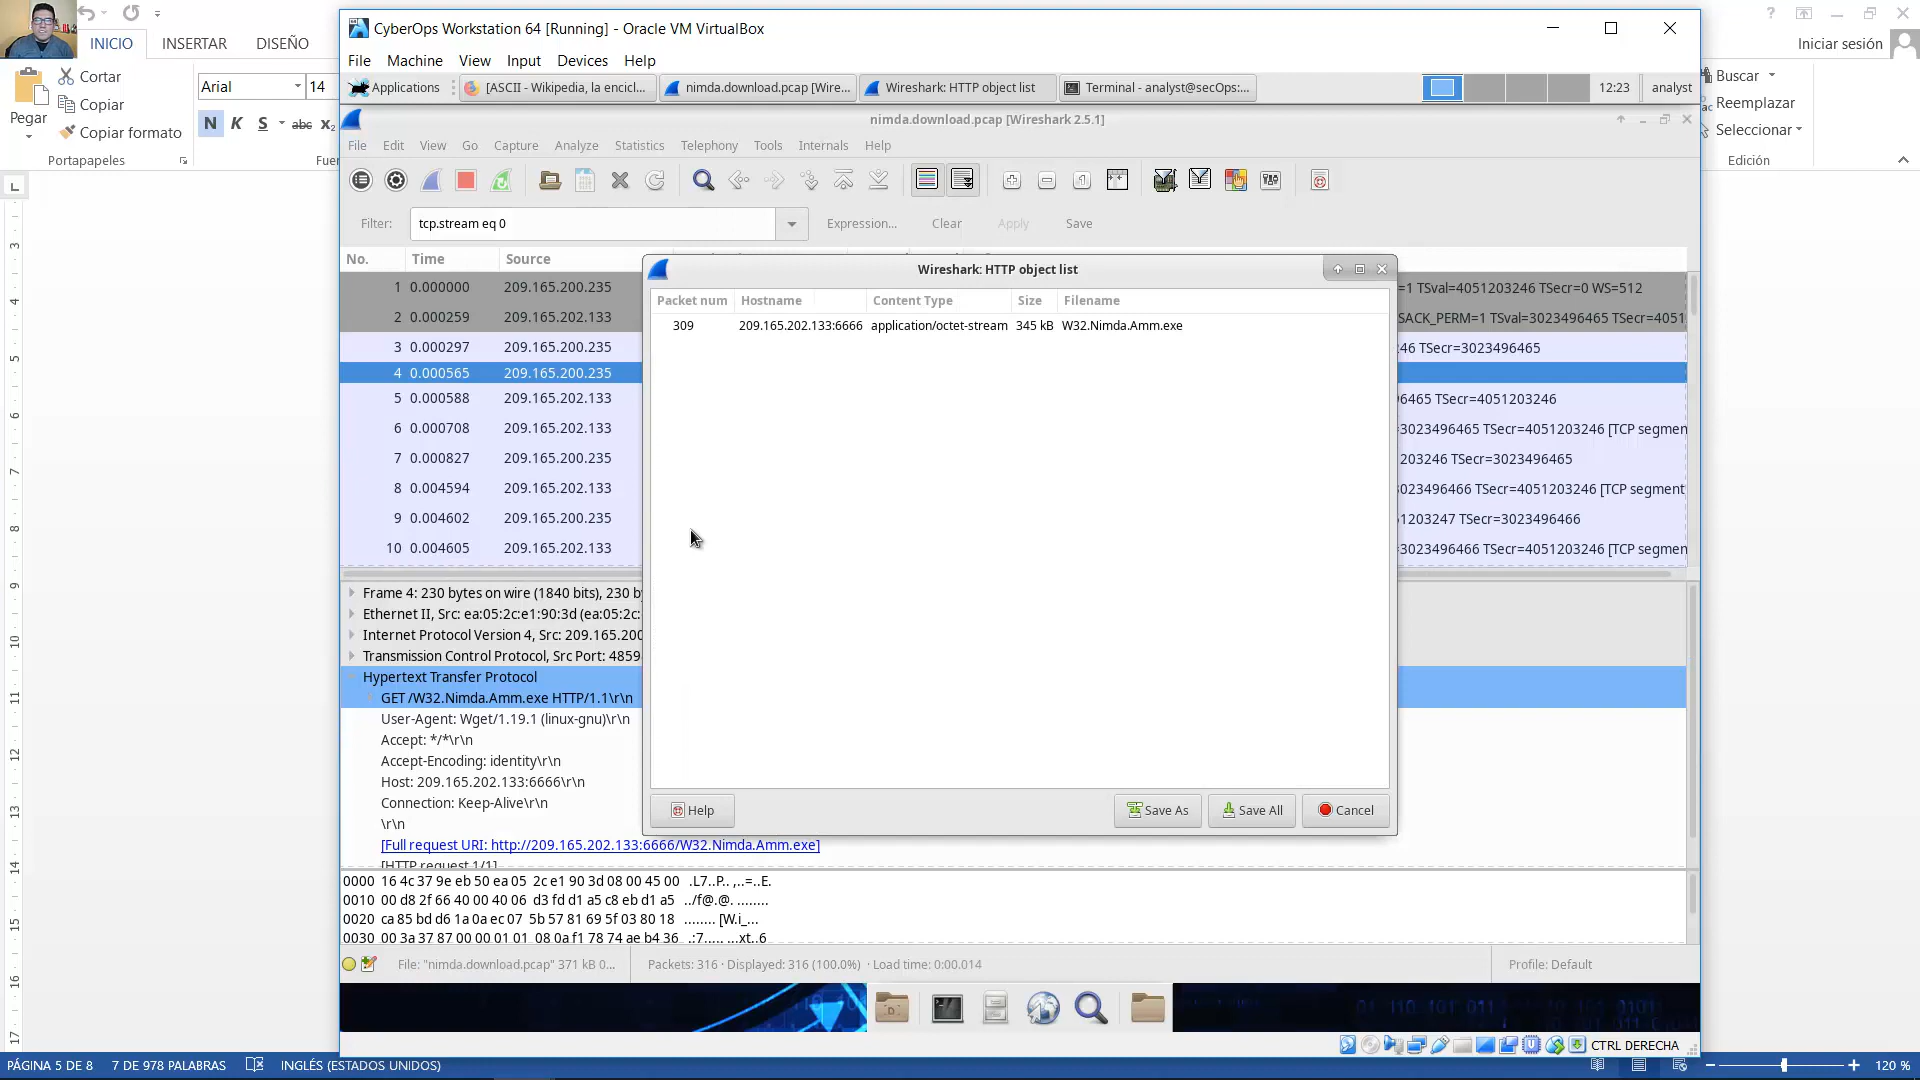 CyberOps Workstation 64 [Running] - Oracle VM VirtualBox
INICIO INSERTAR DISEÑO
Iniciar sesión
File Machine View Input Devices Help
Cortar
Copiar
Copiar formato
Pegar
Portapapeles
Arial 14
N K S abc x₂
Fuer
Buscar
Reemplazar
Seleccionar
Edición
Applications [ASCII - Wikipedia, la encicl... nimda.download.pcap [Wire... Wireshark: HTTP object list Terminal - analyst@secOps:... 12:23 analyst
nimda.download.pcap [Wireshark 2.5.1]
File Edit View Go Capture Analyze Statistics Telephony Tools Internals Help
Filter: tcp.stream eq 0 Expression... Clear Apply Save
No. Time Source
1 0.000000 209.165.200.235 =1 TSval=4051203246 TSecr=0 WS=512
2 0.000259 209.165.202.133 SACK_PERM=1 TSval=3023496465 TSecr=4051
3 0.000297 209.165.200.235 46 TSecr=3023496465
4 0.000565 209.165.200.235
5 0.000588 209.165.202.133 6465 TSecr=4051203246
6 0.000708 209.165.202.133 =3023496465 TSecr=4051203246 [TCP segmen
7 0.000827 209.165.200.235 203246 TSecr=3023496465
8 0.004594 209.165.202.133 023496466 TSecr=4051203246 [TCP segment
9 0.004602 209.165.200.235 1203247 TSecr=3023496466
10 0.004605 209.165.202.133 =3023496466 TSecr=4051203246 [TCP segmen
Wireshark: HTTP object list
Packet num Hostname Content Type Size Filename
309 209.165.202.133:6666 application/octet-stream 345 kB W32.Nimda.Amm.exe
Help Save As Save All Cancel
Frame 4: 230 bytes on wire (1840 bits), 230 b
Ethernet II, Src: ea:05:2c:e1:90:3d (ea:05:2c:
Internet Protocol Version 4, Src: 209.165.200
Transmission Control Protocol, Src Port: 4859
Hypertext Transfer Protocol
GET /W32.Nimda.Amm.exe HTTP/1.1\r\n
User-Agent: Wget/1.19.1 (linux-gnu)\r\n
Accept: */*\r\n
Accept-Encoding: identity\r\n
Host: 209.165.202.133:6666\r\n
Connection: Keep-Alive\r\n
\r\n
[Full request URI: http://209.165.202.133:6666/W32.Nimda.Amm.exe]
[HTTP request 1/1]
0000 16 4c 37 9e eb 50 ea 05 2c e1 90 3d 08 00 45 00 .L7..P.. ,..=..E.
0010 00 d8 2f 66 40 00 40 06 d3 fd d1 a5 c8 eb d1 a5 ../f@.@. ........
0020 ca 85 bd d6 1a 0a ec 07 5b 57 81 69 5f 03 80 18 ........ [W.i_...
0030 00 3a 37 87 00 00 01 01 08 0a f1 78 74 ae b4 36 .:7..... ...xt..6
File: "nimda.download.pcap" 371 kB 0... Packets: 316 · Displayed: 316 (100.0%) · Load time: 0:00.014 Profile: Default
CTRL DERECHA
PÁGINA 5 DE 8 7 DE 978 PALABRAS INGLÉS (ESTADOS UNIDOS) 120 %
3
4
5
6
7
8
9
10
11
12
13
14
15
16
17